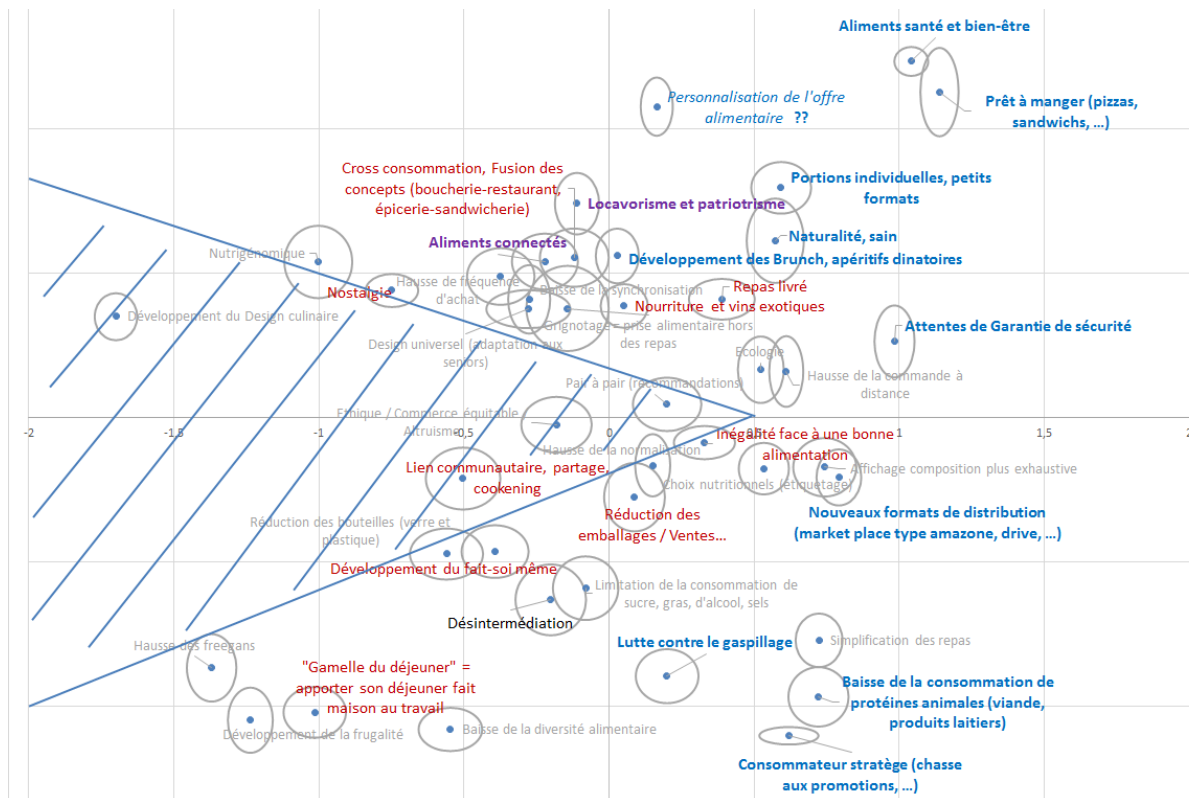 Aliments santé et bien-être
Personnalisation de l'offre
alimentaire ??
Prêt à manger (pizzas,
sandwichs, ...)
Cross consommation, Fusion des
concepts (boucherie-restaurant,
épicerie-sandwicherie)
Portions individuelles, petits
formats
Locavorisme et patriotrisme
Aliments connectés
Naturalité, sain
Nutrigénomique
Développement des Brunch, apéritifs dinatoires
Hausse de fréquence
d'achat
Baisse de la synchronisation
Nostalgie
Repas livré
Nourriture et vins exotiques
Développement du Design culinaire
Grignotage = prise alimentaire hors
des repas
Attentes de Garantie de sécurité
Design universel (adaptation aux
seniors)
Ecologie
Hausse de la commande à
distance
Pair à pair (recommandations)
Ethique / Commerce équitable /
Altruisme
-2 -1,5 -1 -0,5 0 0,5 1 1,5 2
Inégalité face à une bonne
alimentation
Hausse de la normalisation
Lien communautaire, partage,
cookening
Affichage composition plus exhaustive
Choix nutritionnels (étiquetage)
Réduction des
emballages / Ventes...
Nouveaux formats de distribution
(market place type amazone, drive, ...)
Réduction des bouteilles (verre et
plastique)
Développement du fait-soi même
Limitation de la consommation de
sucre, gras, d'alcool, sels
Désintermédiation
Hausse des freegans
Lutte contre le gaspillage
Simplification des repas
"Gamelle du déjeuner" =
apporter son déjeuner fait
maison au travail
Baisse de la consommation de
protéines animales (viande,
produits laitiers)
Développement de la frugalité
Baisse de la diversité alimentaire
Consommateur stratège (chasse
aux promotions, ...)